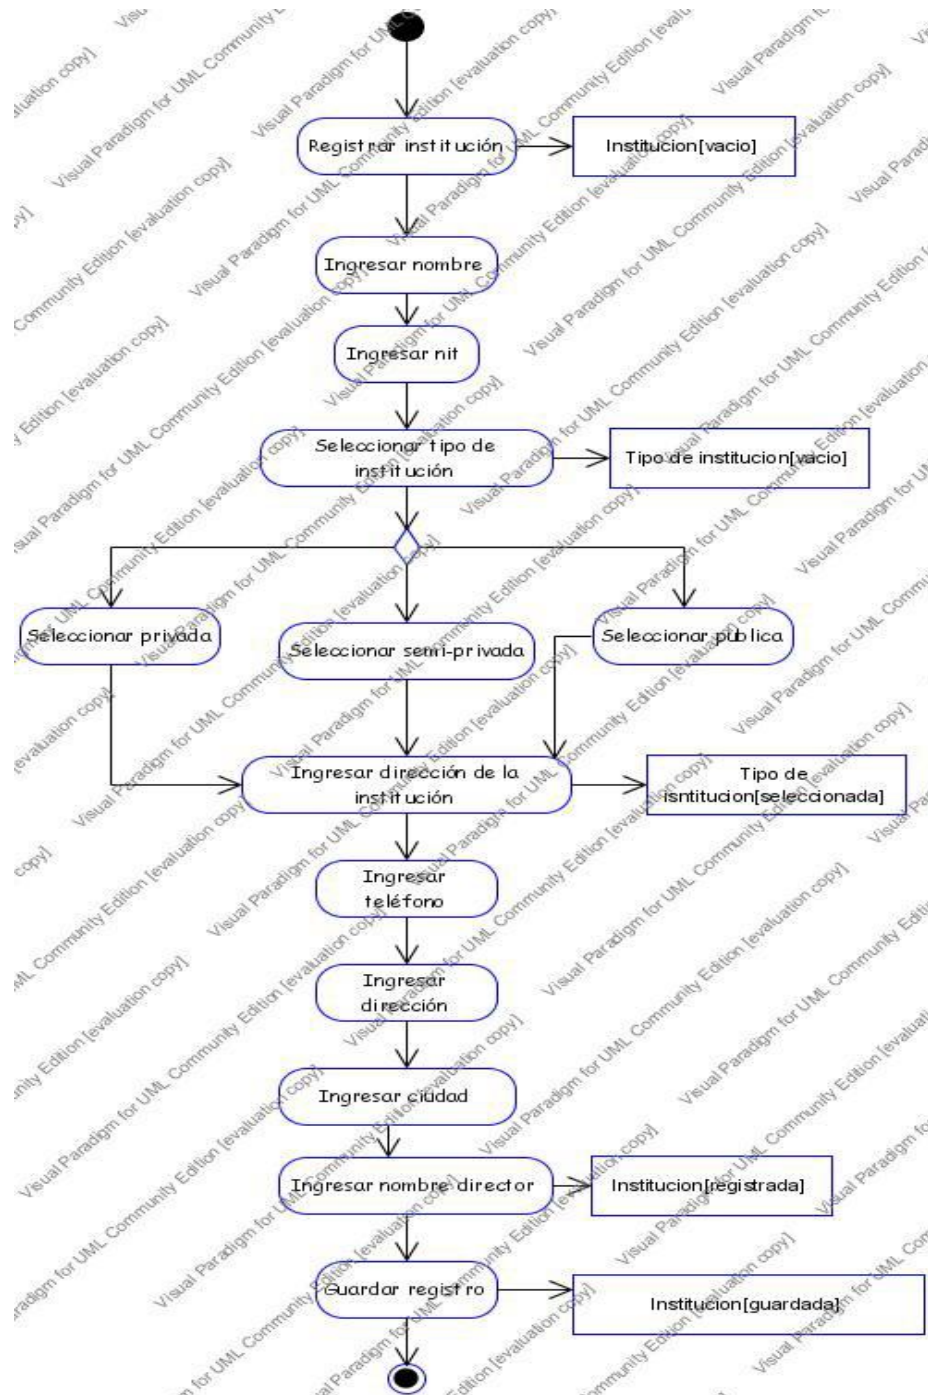 Registrar institución
Institucion[vacio]
Ingresar nombre
Ingresar nit
Seleccionar tipo de
institución
Tipo de institucion[vacio]
Seleccionar privada
Seleccionar semi-privada
Seleccionar publica
Ingresar dirección de la
institución
Tipo de
isntitucion[seleccionada]
Ingresar
teléfono
Ingresar
dirección
Ingresar ciudad
Ingresar nombre director
Institucion[registrada]
Guardar registro
Institucion[guardada]
Visual Paradigm for UML Community Edition [evaluation copy]